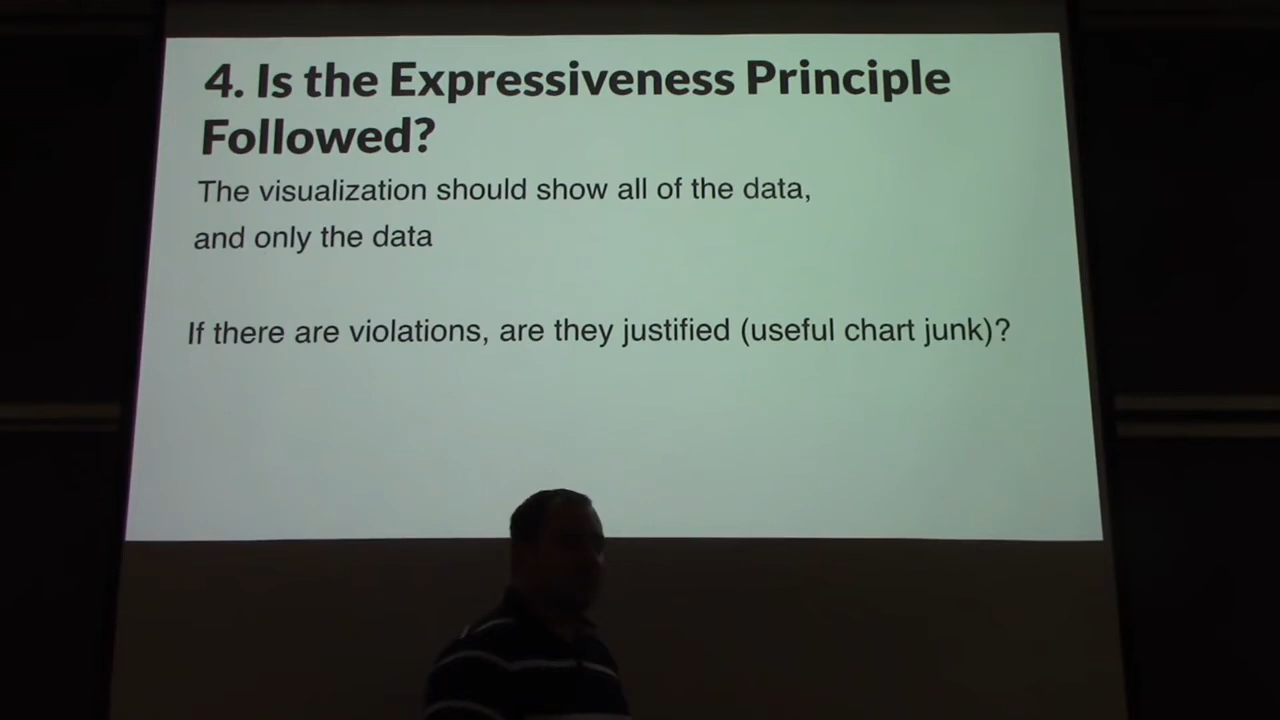 4. Is the Expressiveness Principle
Followed?
The visualization should show all of the data,
and only the data
If there are violations, are they justified (useful chart junk)?